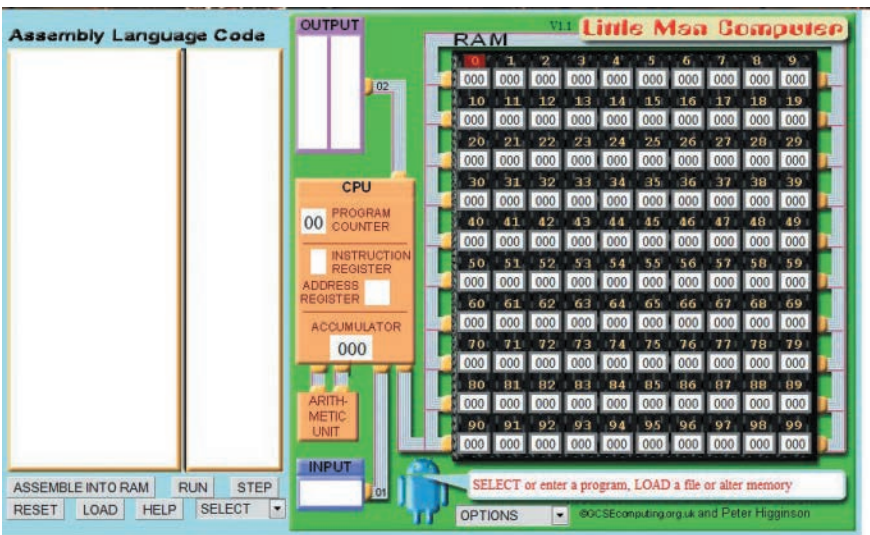 Assembly Language Code
OUTPUT
V1.1 Little Man Computer
RAM
0 1 2 3 4 5 6 7 8 9
000 000 000 000 000 000 000 000 000 000
02
10 11 12 13 14 15 16 17 18 19
000 000 000 000 000 000 000 000 000 000
20 21 22 23 24 25 26 27 28 29
000 000 000 000 000 000 000 000 000 000
CPU
30 31 32 33 34 35 36 37 38 39
000 000 000 000 000 000 000 000 000 000
00 PROGRAM
COUNTER
40 41 42 43 44 45 46 47 48 49
000 000 000 000 000 000 000 000 000 000
INSTRUCTION
REGISTER
50 51 52 53 54 55 56 57 58 59
000 000 000 000 000 000 000 000 000 000
ADDRESS
REGISTER
60 61 62 63 64 65 66 67 68 69
000 000 000 000 000 000 000 000 000 000
ACCUMULATOR
000
70 71 72 73 74 75 76 77 78 79
000 000 000 000 000 000 000 000 000 000
80 81 82 83 84 85 86 87 88 89
000 000 000 000 000 000 000 000 000 000
ARITH-
METIC
UNIT
90 91 92 93 94 95 96 97 98 99
000 000 000 000 000 000 000 000 000 000
INPUT
01
SELECT or enter a program, LOAD a file or alter memory
ASSEMBLE INTO RAM RUN STEP
RESET LOAD HELP SELECT
OPTIONS
©GCSEcomputing.org.uk and Peter Higginson